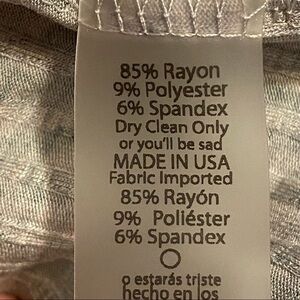 85% Rayon
9% Polyester
6% Spandex
Dry Clean Only
or you'll be sad
MADE IN USA
Fabric Imported
85% Rayón
9% Poliéster
6% Spandex
o estarás triste
hecho en los